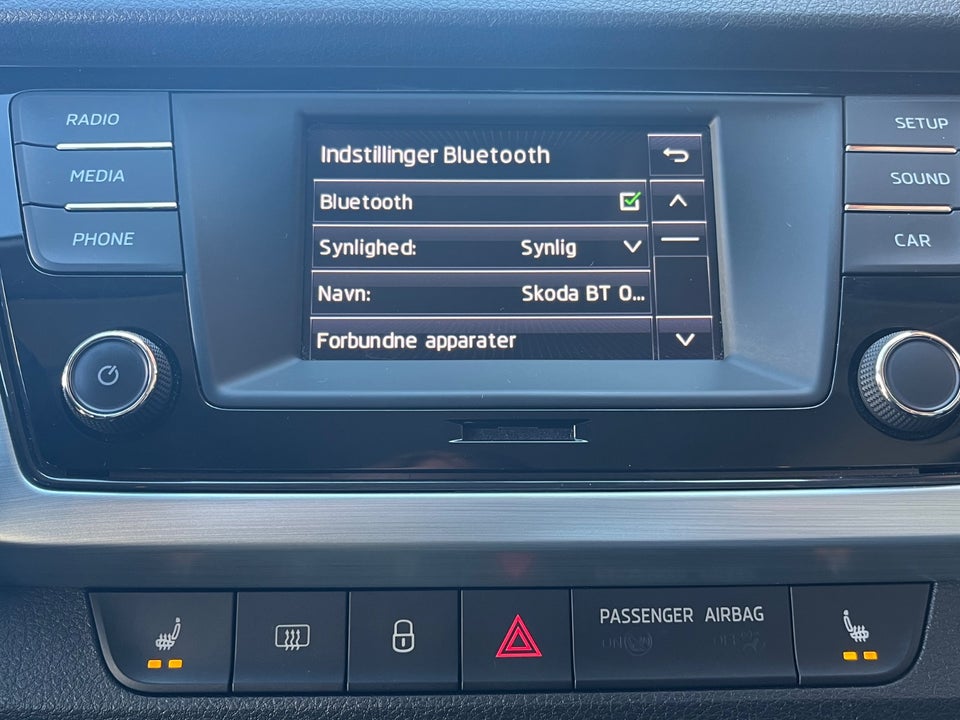 RADIO
MEDIA
PHONE
Indstillinger Bluetooth
Bluetooth
Synlighed: Synlig
Navn: Skoda BT 0...
Forbundne apparater
SETUP
SOUND
CAR
PASSENGER AIRBAG